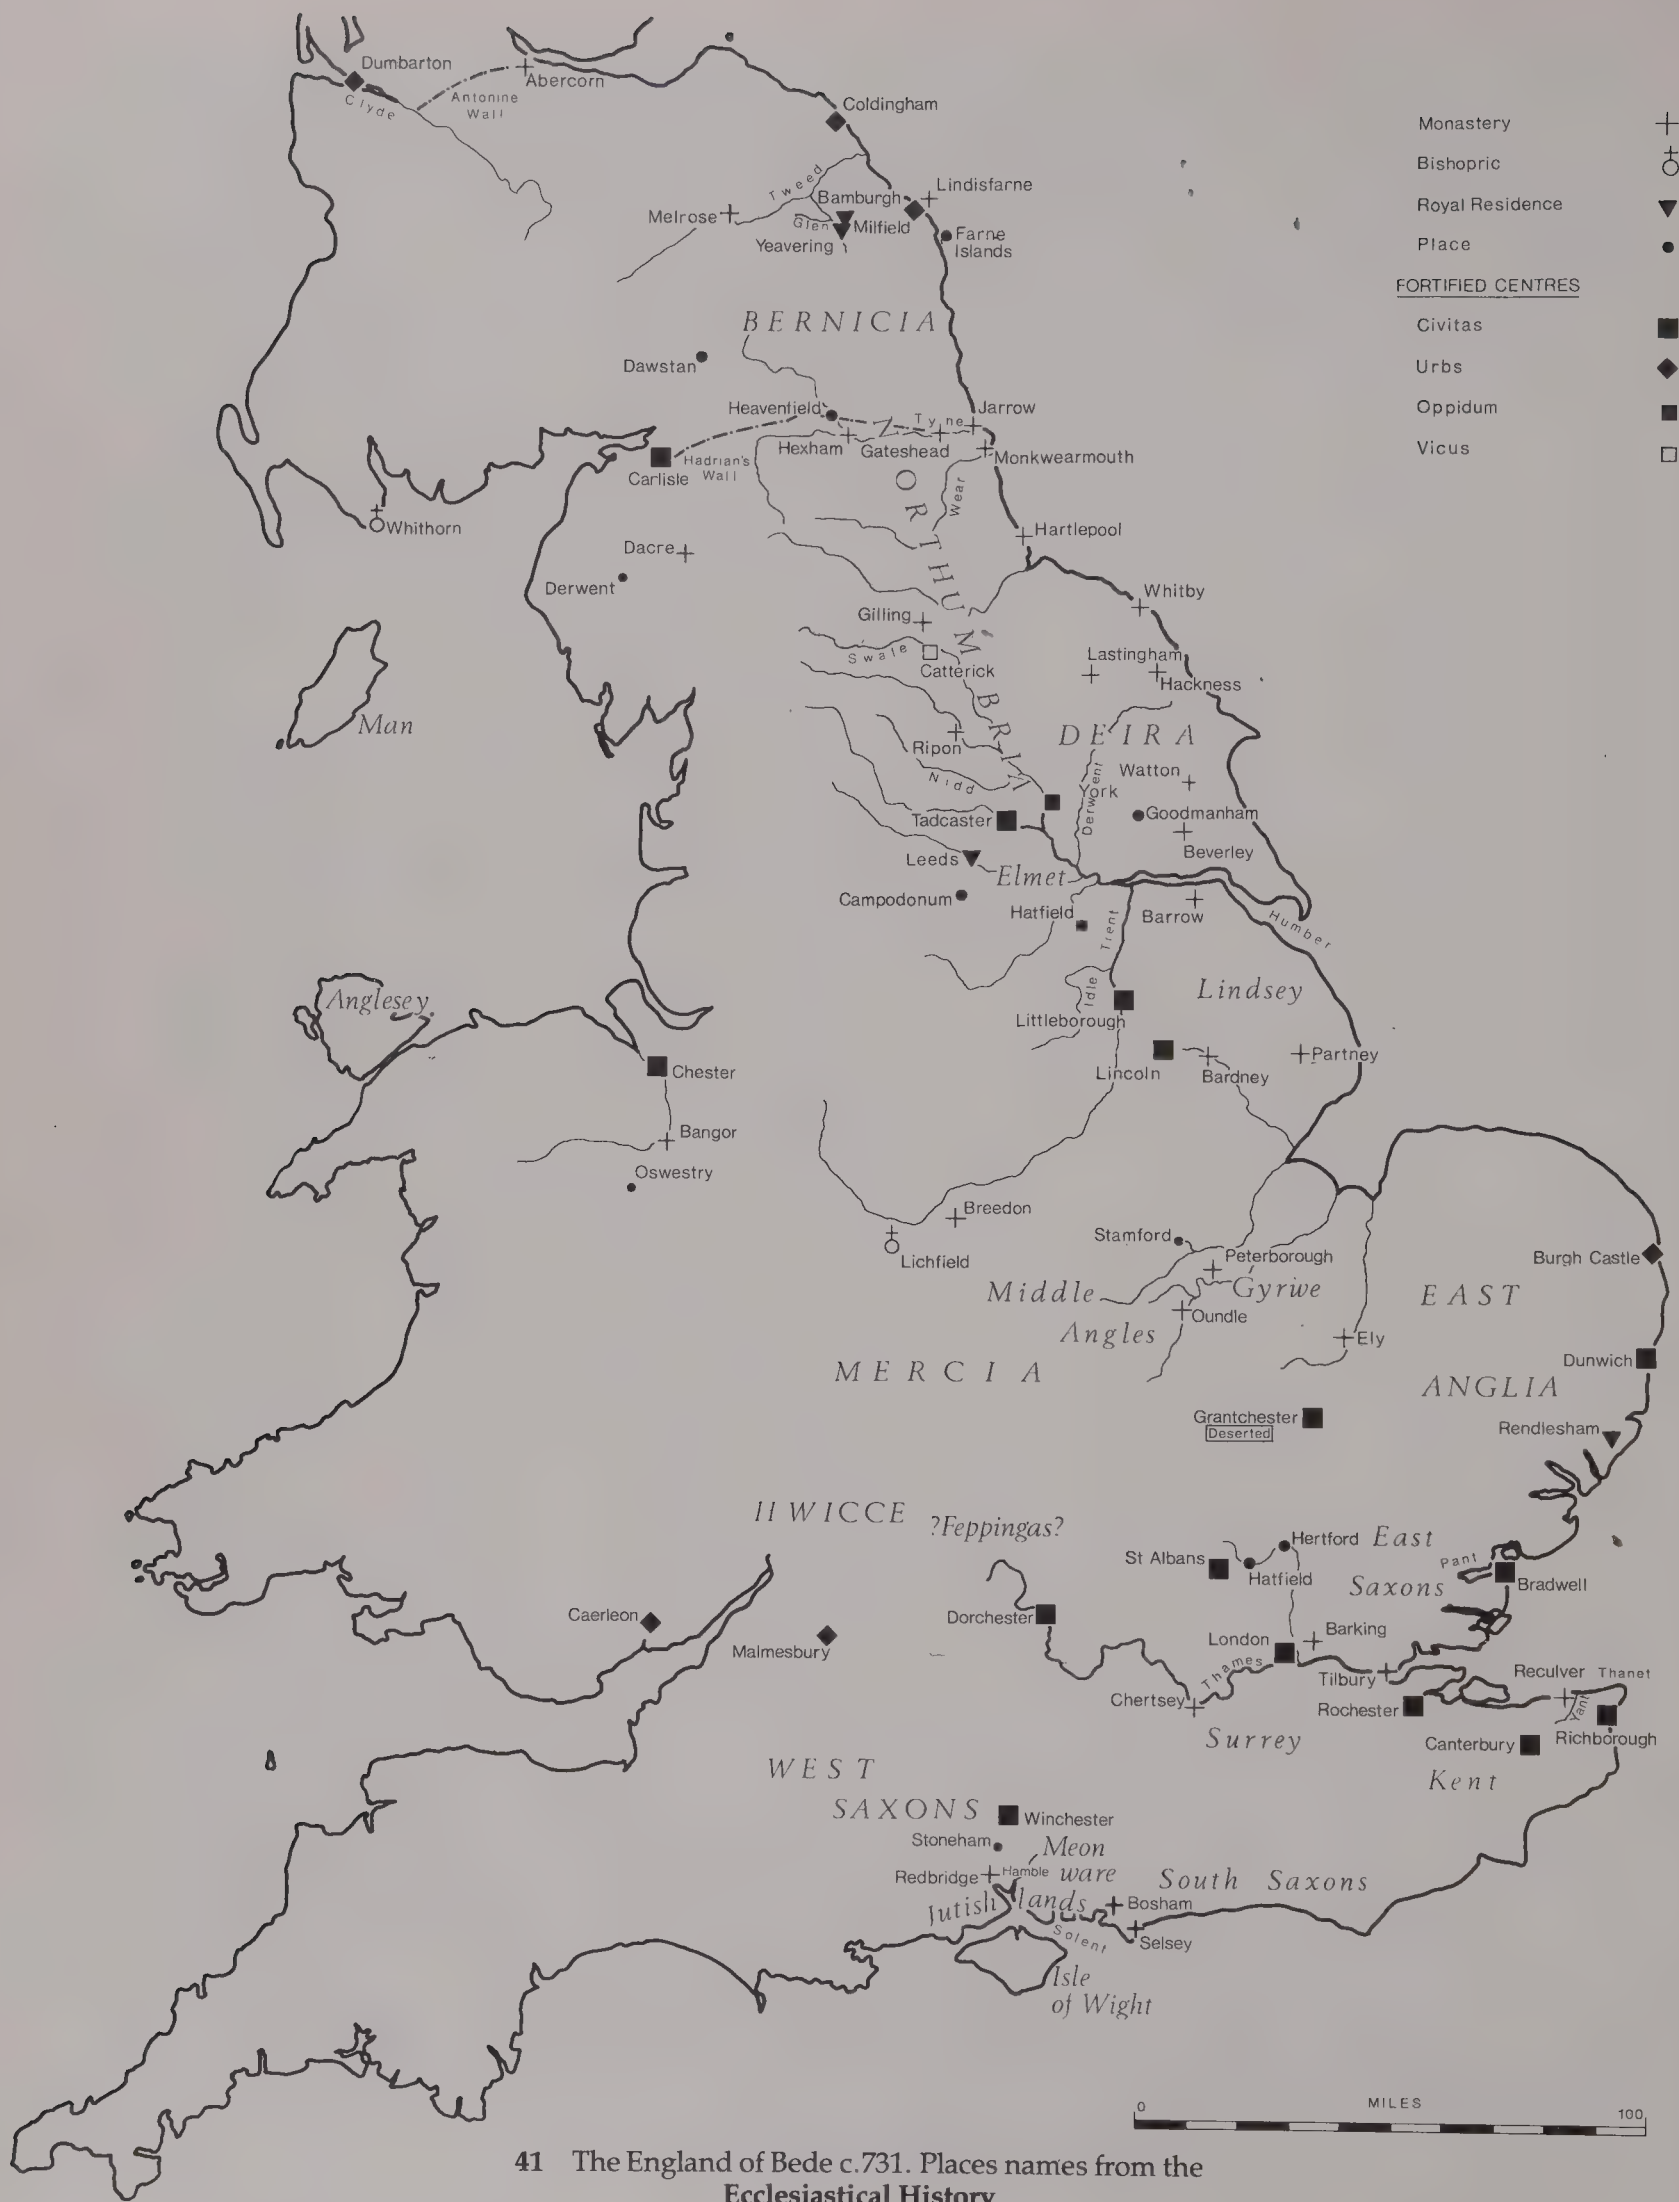 Dumbarton
Clyde
Antonine
Wall
Abercorn
Coldingham
Tweed
Melrose
Bamburgh
Lindisfarne
Glen
Milfield
Yeavering
Farne
Islands
BERNICIA
Dawstan
Heavenfield
Tyne
Jarrow
Hexham
Gateshead
Monkwearmouth
Carlisle
Hadrian's
Wall
Whithorn
Wear
NORTHUMBRIA
Hartlepool
Dacre
Derwent
Whitby
Gilling
Swale
Catterick
Lastingham
Hackness
Man
DEIRA
Ripon
Nidd
Watton
York
Derwent
Tadcaster
Goodmanham
Beverley
Leeds
Elmet
Campodonum
Hatfield
Trent
Barrow
Humber
Anglesey
Idle
Lindsey
Littleborough
Chester
Lincoln
Bardney
Partney
Bangor
Oswestry
Breedon
Lichfield
Stamford
Peterborough
Burgh Castle
Middle
Angles
Gyrwe
Oundle
EAST
ANGLIA
Ely
Dunwich
MERCIA
Grantchester
Deserted
Rendlesham
HWICCE
?Feppingas?
Hertford
East
Saxons
St Albans
Hatfield
Pant
Bradwell
Caerleon
Malmesbury
Dorchester
London
Barking
Thames
Tilbury
Chertsey
Reculver
Thanet
Rochester
Yant
Richborough
Canterbury
Surrey
Kent
WEST
SAXONS
Winchester
Stoneham
Meon
ware
Redbridge
Hamble
Jutish lands
South Saxons
Bosham
Solent
Selsey
Isle
of Wight
Monastery
Bishopric
Royal Residence
Place
FORTIFIED CENTRES
Civitas
Urbs
Oppidum
Vicus
MILES
0 100
41 The England of Bede c.731. Places names from the
Ecclesiastical History